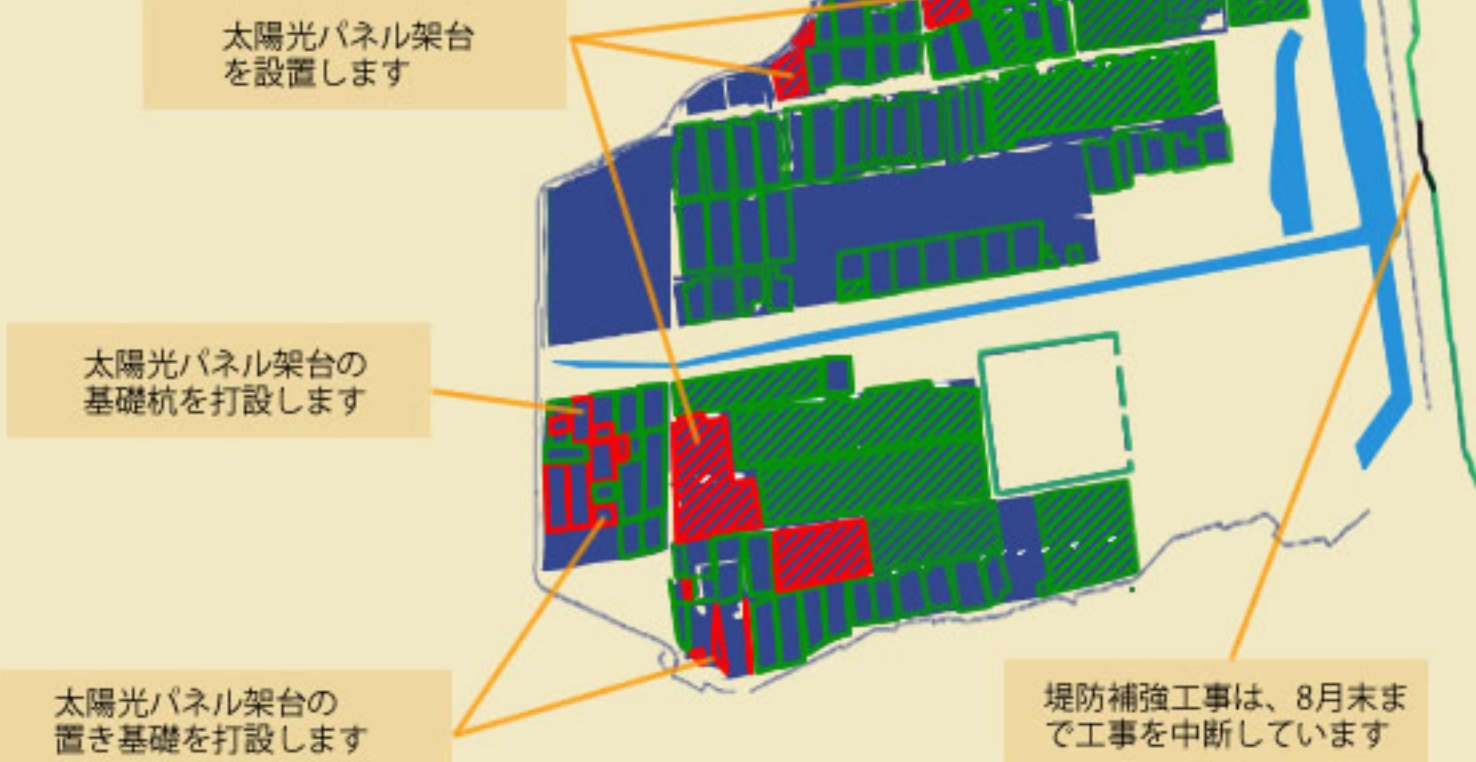 太陽光パネル架台
を設置します
太陽光パネル架台の
基礎杭を打設します
太陽光パネル架台の
置き基礎を打設します
堤防補強工事は、8月末ま
で工事を中断しています